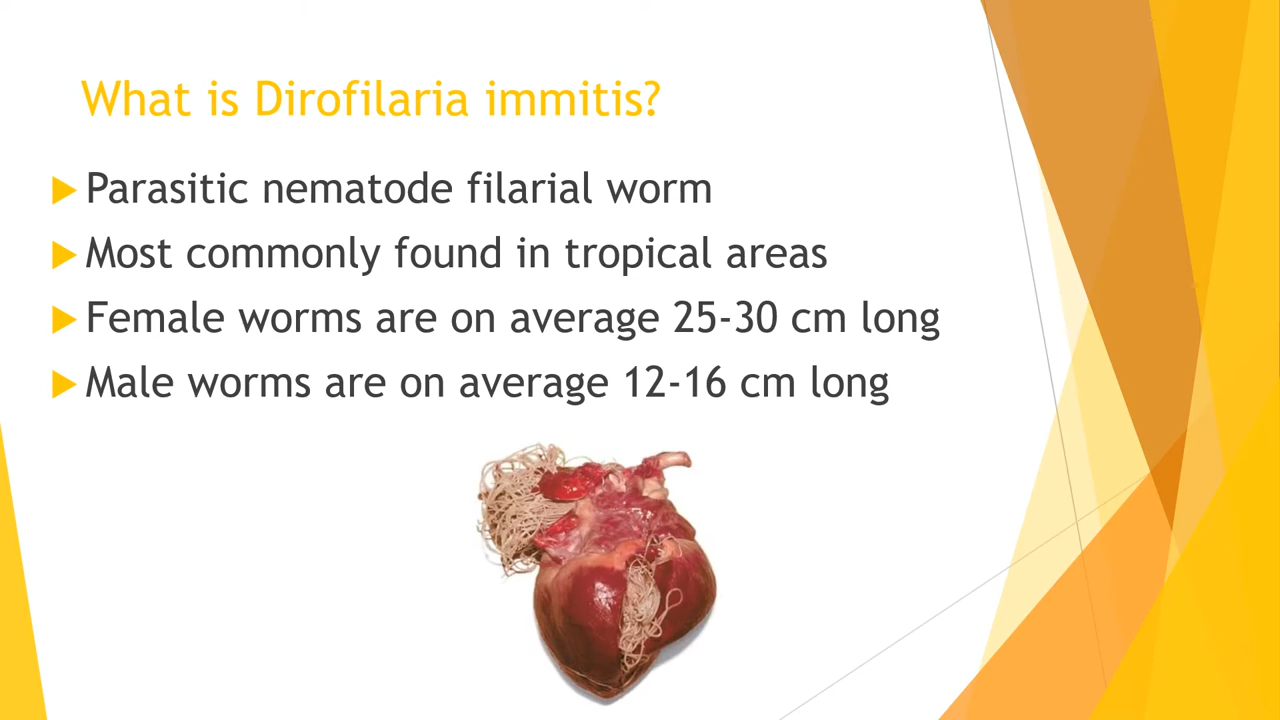 What is Dirofilaria immitis?
Parasitic nematode filarial worm
Most commonly found in tropical areas
Female worms are on average 25-30 cm long
Male worms are on average 12-16 cm long